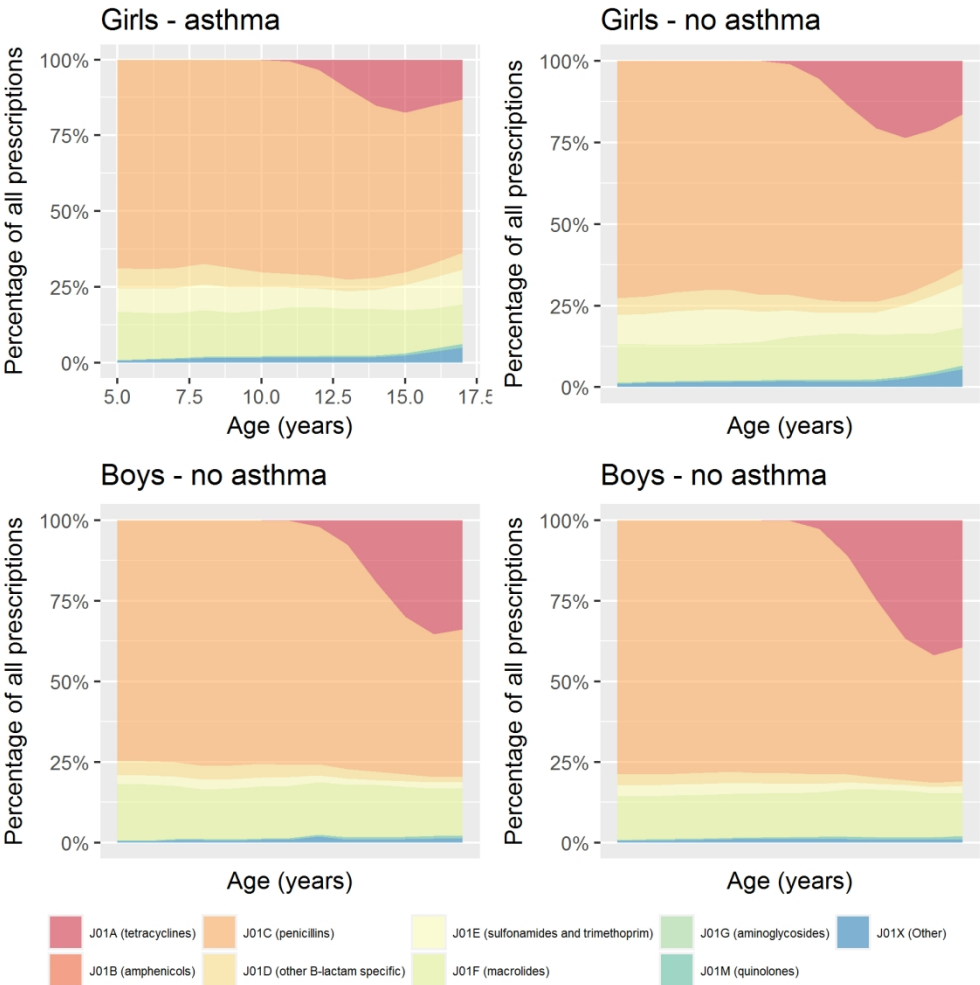 Girls - asthma
Percentage of all prescriptions
100%
75%
50%
25%
0%
5.0 7.5 10.0 12.5 15.0 17.5
Age (years)
Girls - no asthma
Percentage of all prescriptions
100%
75%
50%
25%
0%
Age (years)
Boys - no asthma
Percentage of all prescriptions
100%
75%
50%
25%
0%
Age (years)
Boys - no asthma
Percentage of all prescriptions
100%
75%
50%
25%
0%
Age (years)
J01A (tetracyclines) J01C (penicillins) J01E (sulfonamides and trimethoprim) J01G (aminoglycosides) J01X (Other)
J01B (amphenicols) J01D (other B-lactam specific) J01F (macrolides) J01M (quinolones)